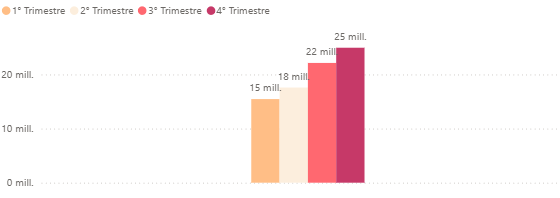 1° Trimestre 2° Trimestre 3° Trimestre 4° Trimestre
25 mill.
22 mill.
18 mill.
15 mill.
20 mill.
10 mill.
0 mill.